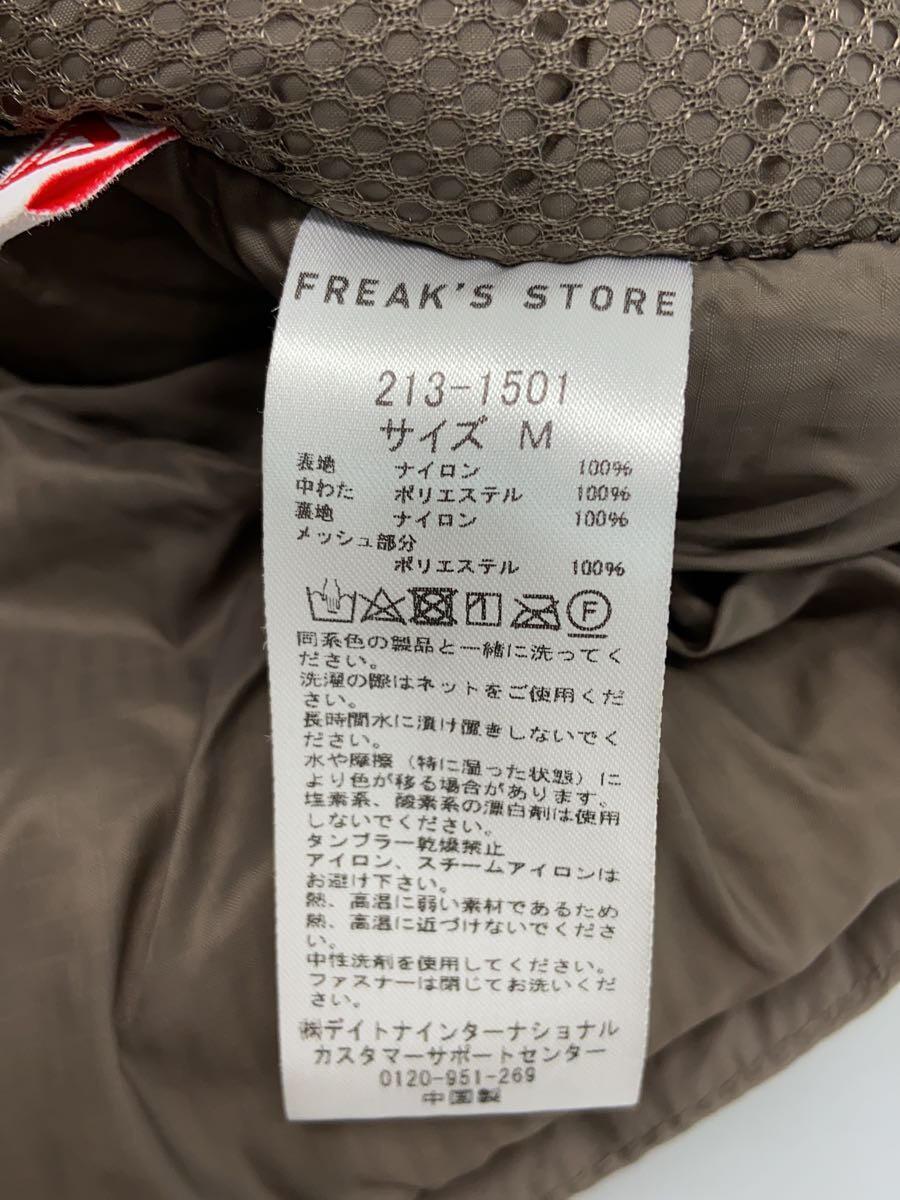 FREAK'S STORE
213-1501
サイズ M
表地 ナイロン 100%
中わた ポリエステル 100%
裏地 ナイロン 100%
メッシュ部分
ポリエステル 100%
F
同系色の製品と一緒に洗ってく
ださい。
洗濯の際はネットをご使用くだ
さい。
長時間水に漬け置きしないでく
ださい。
水や摩擦（特に湿った状態）に
より色が移る場合があります。
塩素系、酸素系の漂白剤は使用
しないでください。
タンブラー乾燥禁止
アイロン、スチームアイロンは
お避け下さい。
熱、高温に弱い素材であるため
熱、高温に近づけないでくださ
い。
中性洗剤を使用してください。
ファスナーは閉じてお洗いくだ
さい。
㈱デイトナインターナショナル
カスタマーサポートセンター
0120-951-269
中国製